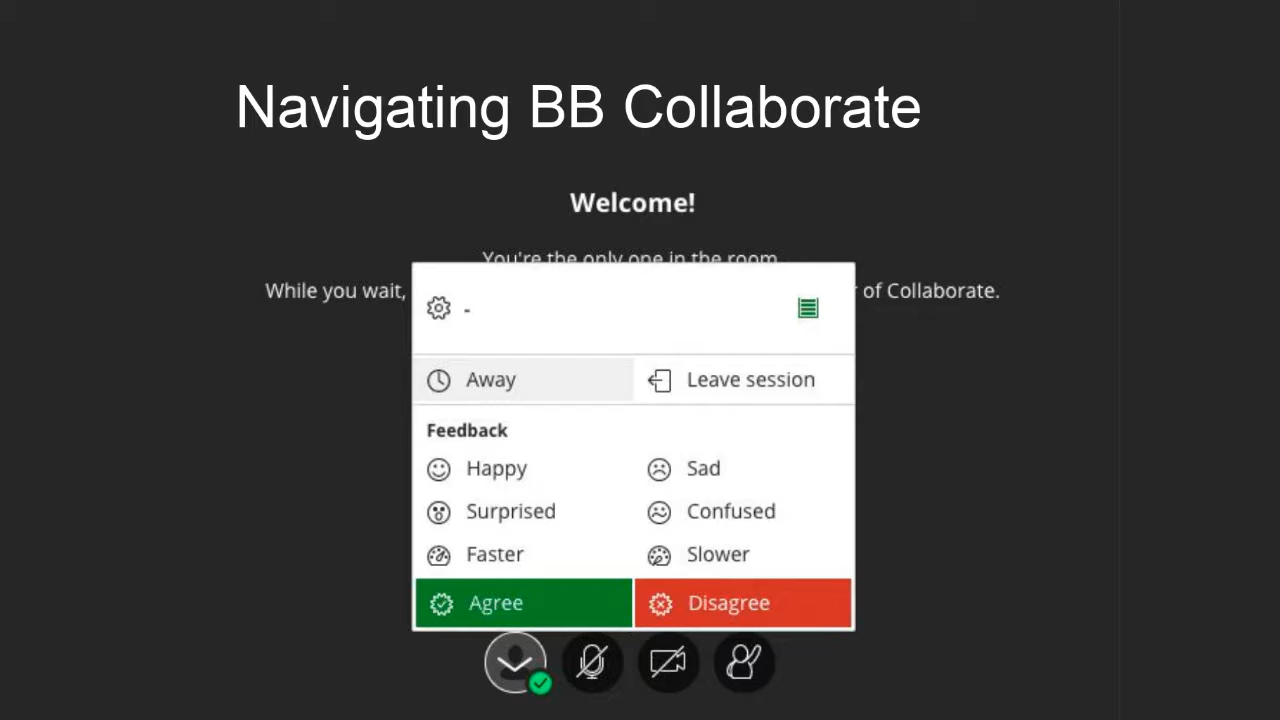 Navigating BB Collaborate
Welcome!
You're the only one in the room
While you wait, of Collaborate.
-
Away Leave session
Feedback
Happy Sad
Surprised Confused
Faster Slower
Agree Disagree